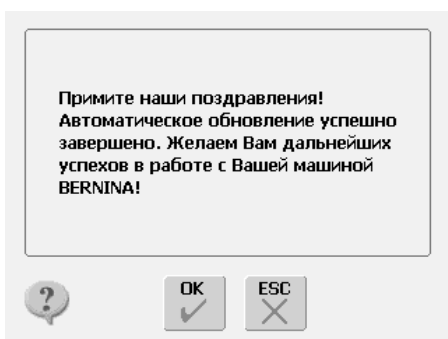 Примите наши поздравления!
Автоматическое обновление успешно
завершено. Желаем Вам дальнейших
успехов в работе с Вашей машиной
BERNINA!
?
OK
ESC